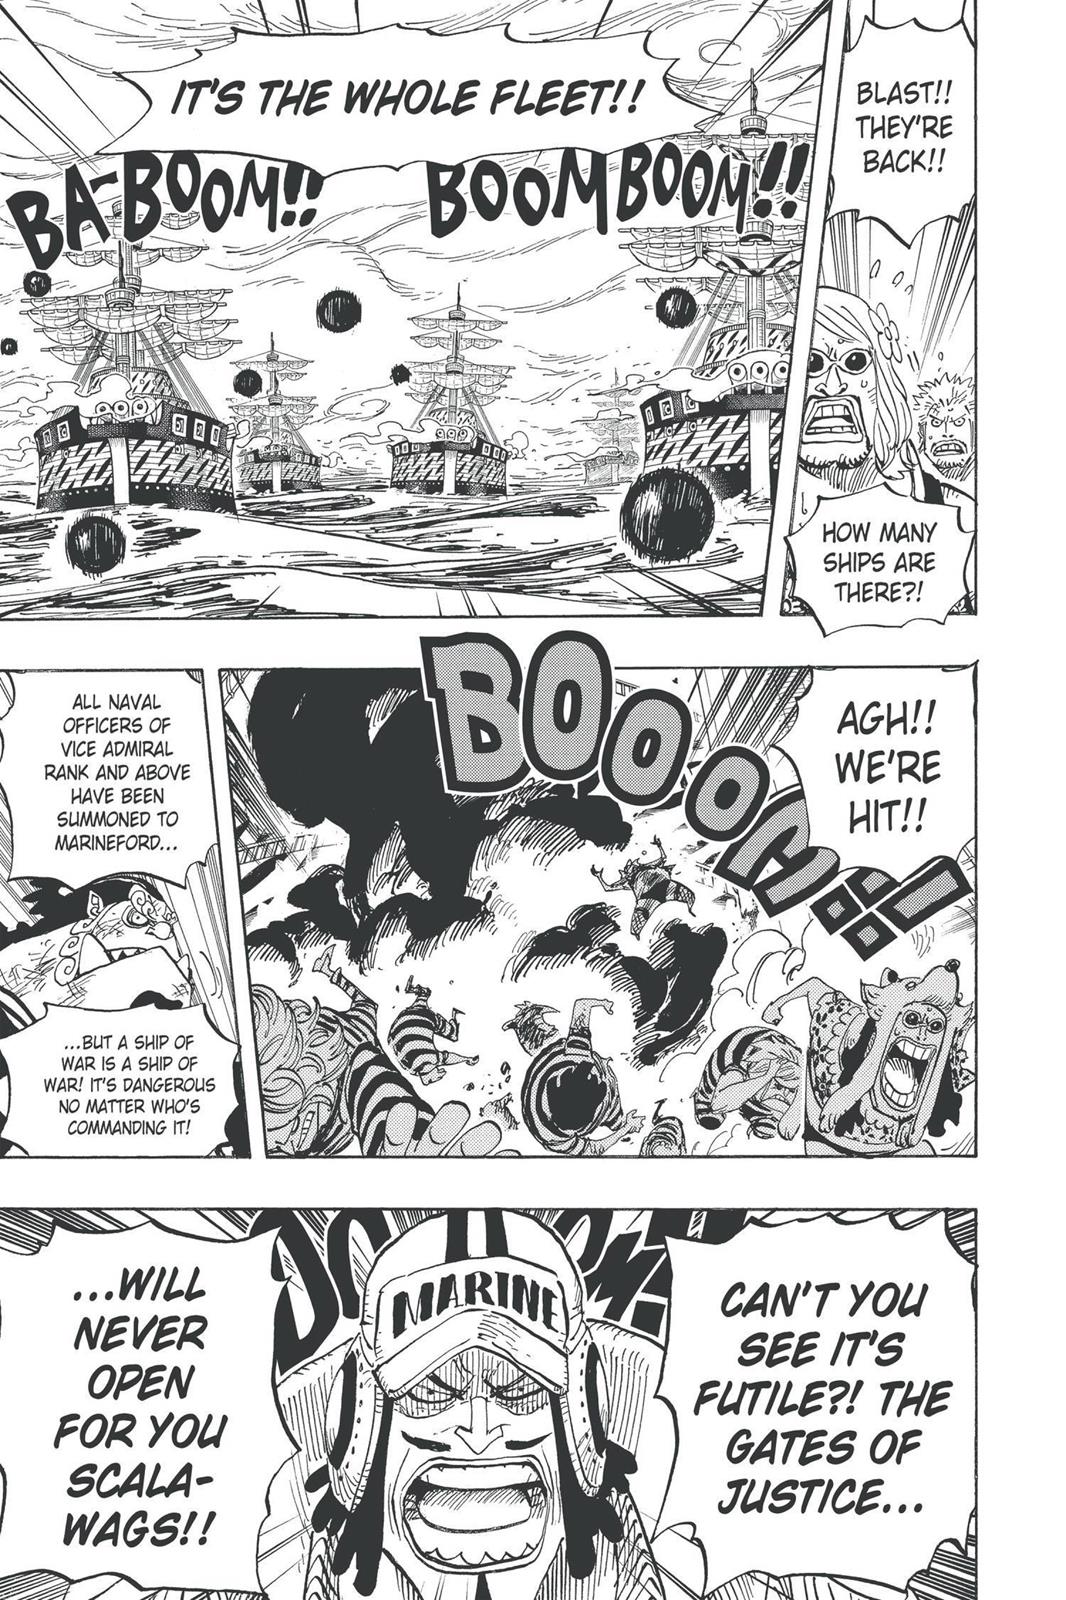 BLAST!!
THEY'RE
BACK!!
HOW MANY
SHIPS ARE
THERE?!
IT'S THE WHOLE FLEET!!
BOOMBOOM!!
BA-BOOM!!
AGH!!
WE'RE
HIT!!
BOOOM!!
ALL NAVAL
OFFICERS OF
VICE ADMIRAL
RANK AND ABOVE
HAVE BEEN
SUMMONED TO
MARINEFORD...
...BUT A SHIP OF
WAR IS A SHIP OF
WAR! IT'S DANGEROUS
NO MATTER WHO'S
COMMANDING IT!
CAN'T YOU
SEE IT'S
FUTILE?! THE
GATES OF
JUSTICE...
MARINE
...WILL
NEVER
OPEN
FOR YOU
SCALA-
WAGS!!